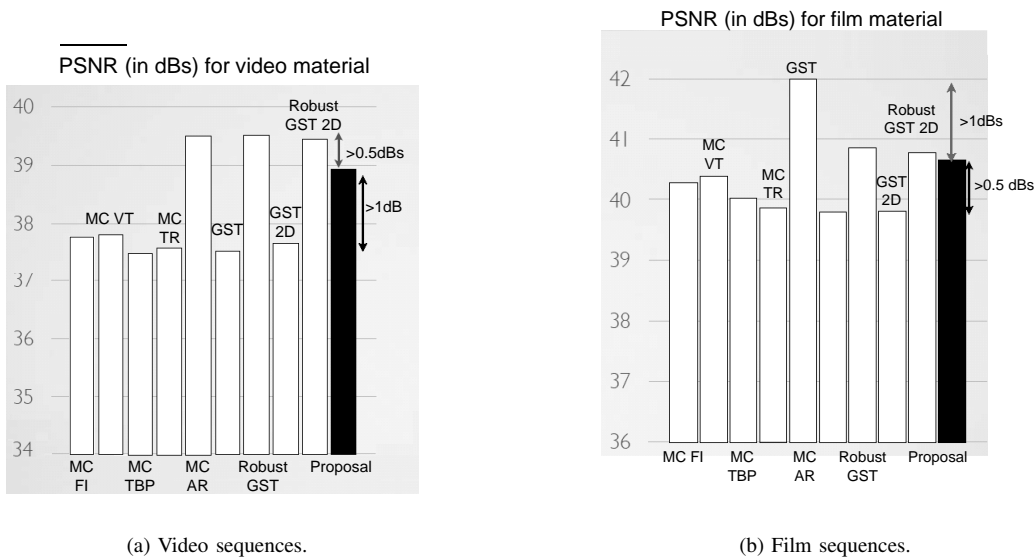 PSNR (in dBs) for video material
40
39
38
37
36
35
34
Robust
GST 2D
>0.5dBs
>1dB
MC VT
MC
TR
GST
GST
2D
MC
FI
MC
TBP
MC
AR
Robust
GST
Proposal
(a) Video sequences.
PSNR (in dBs) for film material
42
41
40
39
38
37
36
GST
Robust
GST 2D
>1dBs
>0.5 dBs
MC
VT
MC
TR
GST
2D
MC FI
MC
TBP
MC
AR
Robust
GST
Proposal
(b) Film sequences.